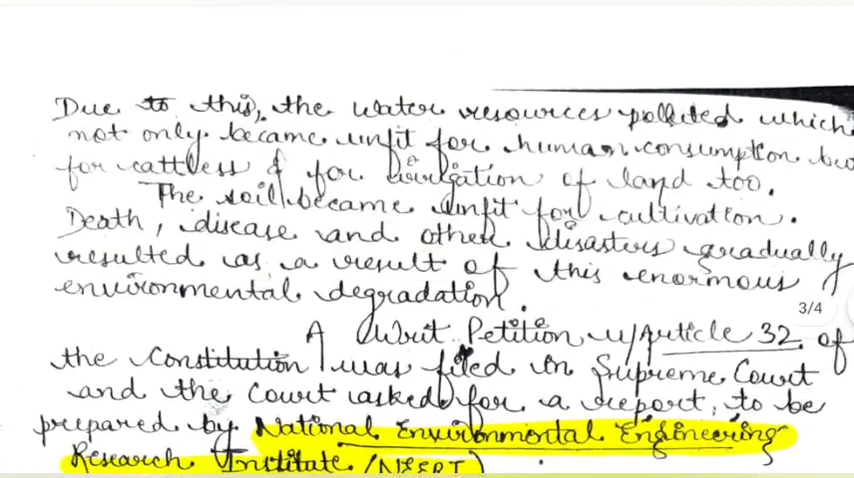 Due to this, the water resources polluted which
not only became unfit for human consumption bu
for cattless & for irrigation of land too.
The soil became unfit for cultivation.
Death, disease and other disasters gradually
resulted as a result of this enormous
environmental degradation.
3/4
A Writ Petition u/Article 32 of
the Constitution was filed in Supreme Court
and the Court asked for a report, to be
prepared by National Environmental Engineering
Research Institute (NEERI)